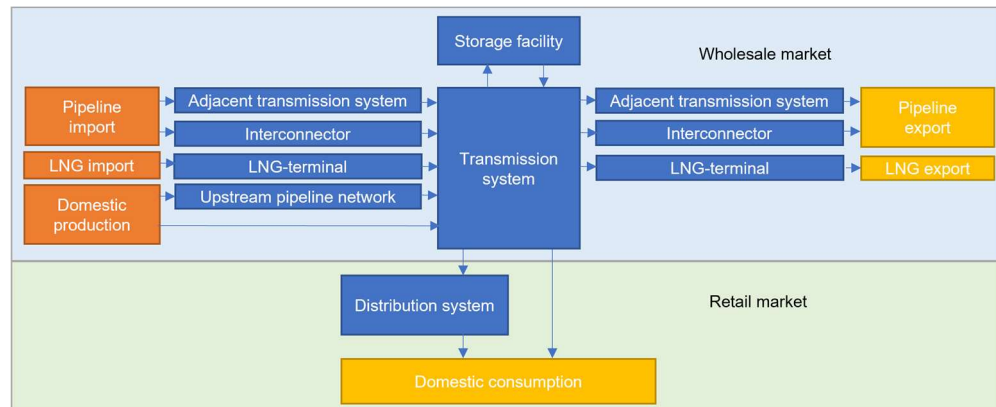 Storage facility
Wholesale market
Pipeline
import
Adjacent transmission system
Interconnector
LNG import
LNG-terminal
Domestic
production
Upstream pipeline network
Transmission
system
Adjacent transmission system
Interconnector
LNG-terminal
Pipeline
export
LNG export
Distribution system
Retail market
Domestic consumption